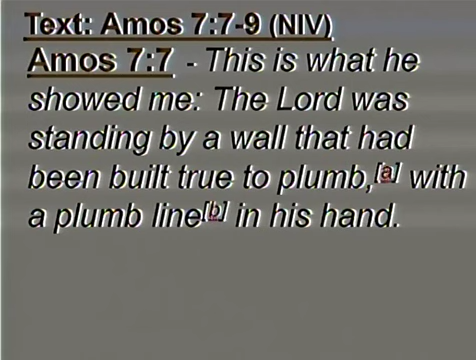 Text: Amos 7:7-9 (NIV)
Amos 7:7 - This is what he
showed me: The Lord was
standing by a wall that had
been built true to plumb,[a] with
a plumb line[b] in his hand.